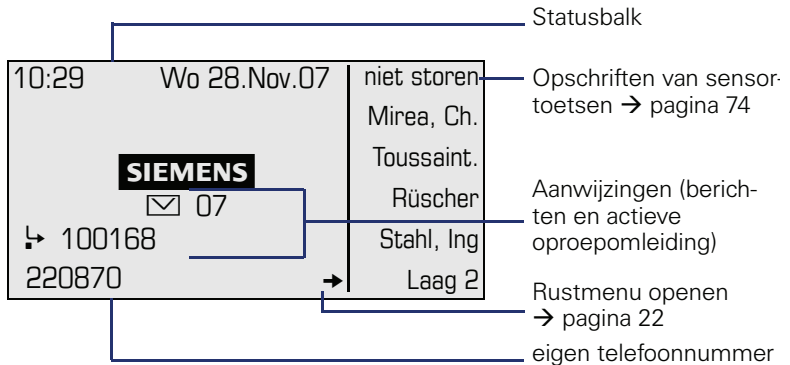 Statusbalk
10:29 Wo 28.Nov.07 niet storen
Opschriften van sensor-
toetsen → pagina 74
Mirea, Ch.
Toussaint.
SIEMENS
07
Rüscher
Aanwijzingen (berich-
ten en actieve
oproepomleiding)
100168
Stahl, Ing
220870 → Laag 2
Rustmenu openen
→ pagina 22
eigen telefoonnummer